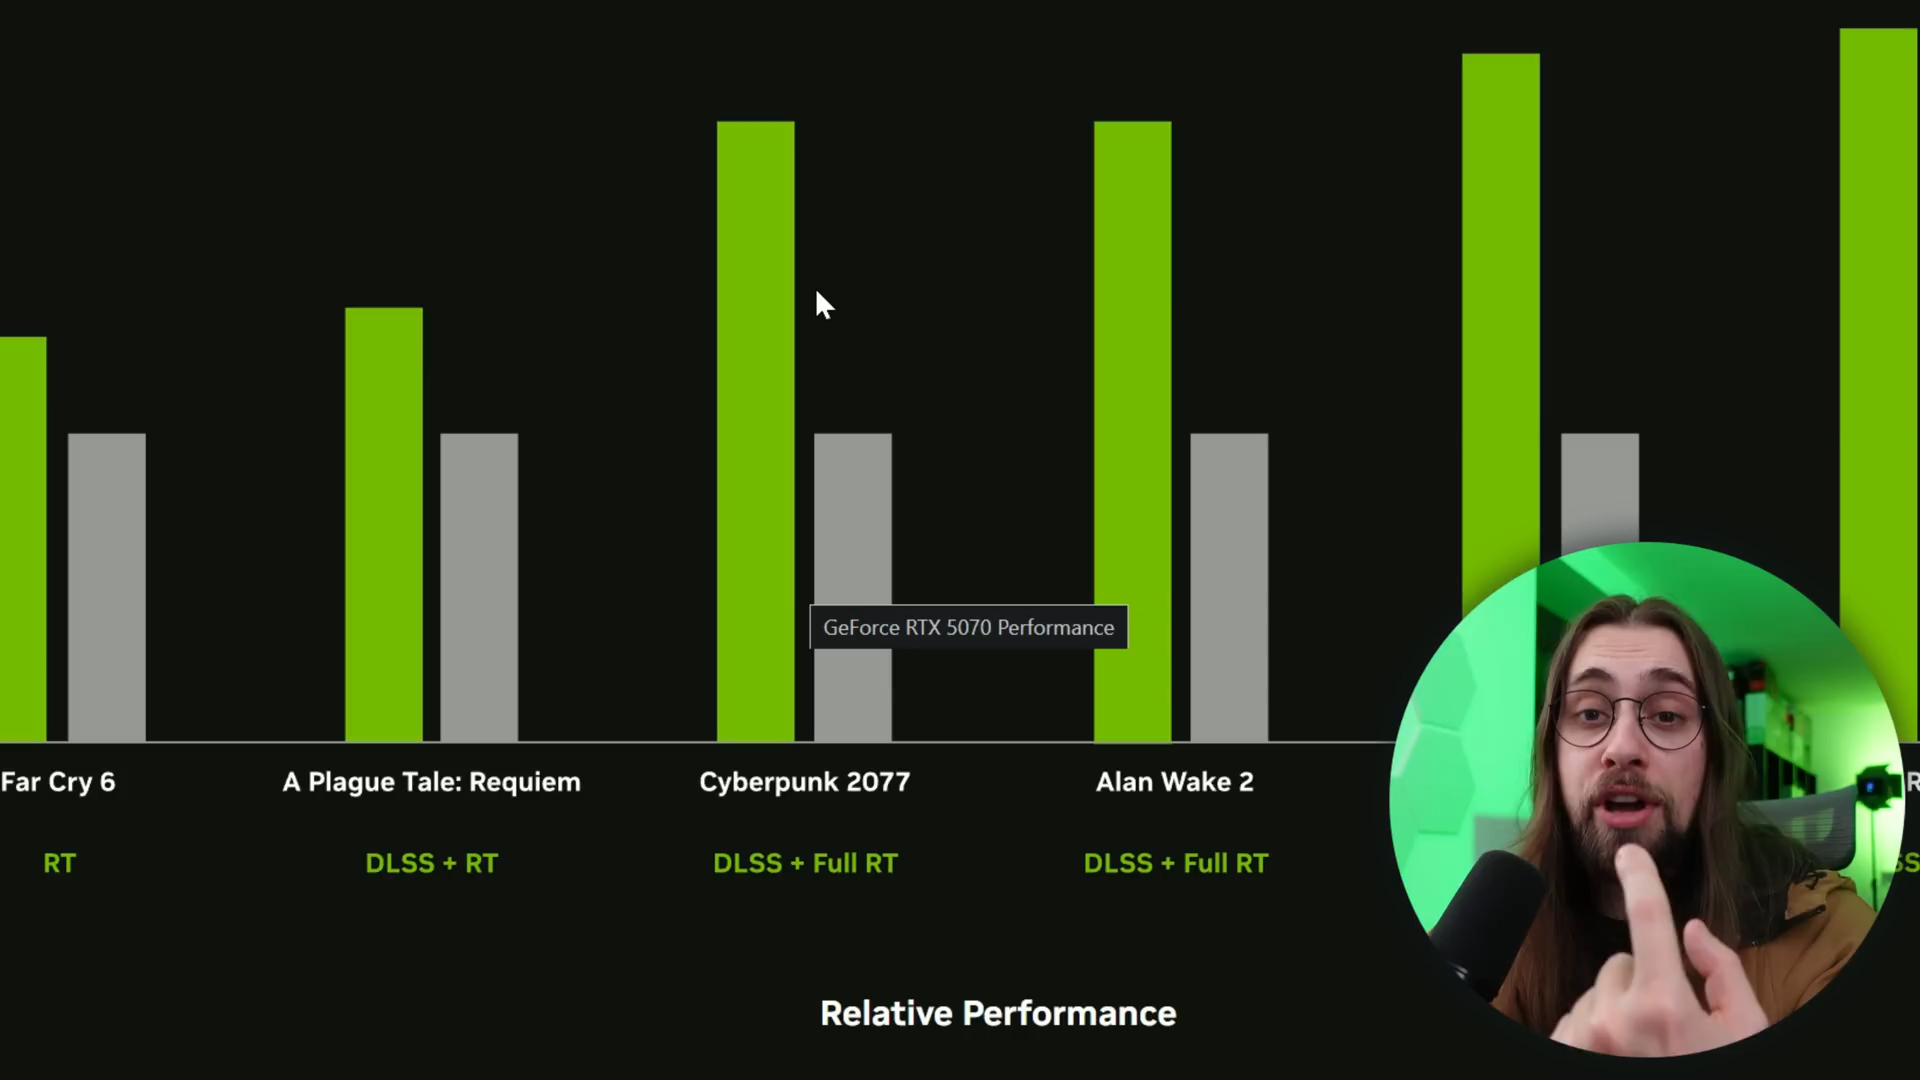 GeForce RTX 5070 Performance
Far Cry 6
A Plague Tale: Requiem
Cyberpunk 2077
Alan Wake 2
RT
DLSS + RT
DLSS + Full RT
DLSS + Full RT
Relative Performance